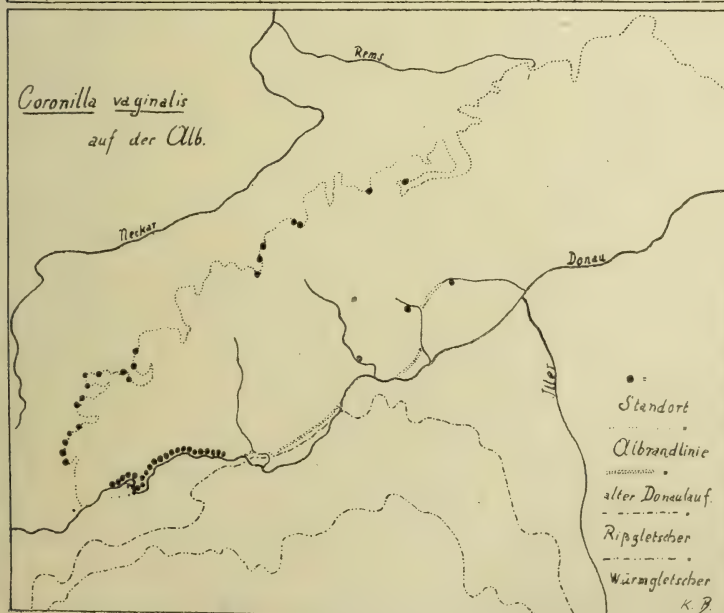 Coronilla vaginalis
auf der Alb.
Rems
Neckar
Donau
Iller
Standort
Albrandlinie
alter Donaulauf.
Rißgletscher
Würmgletscher
K. B.